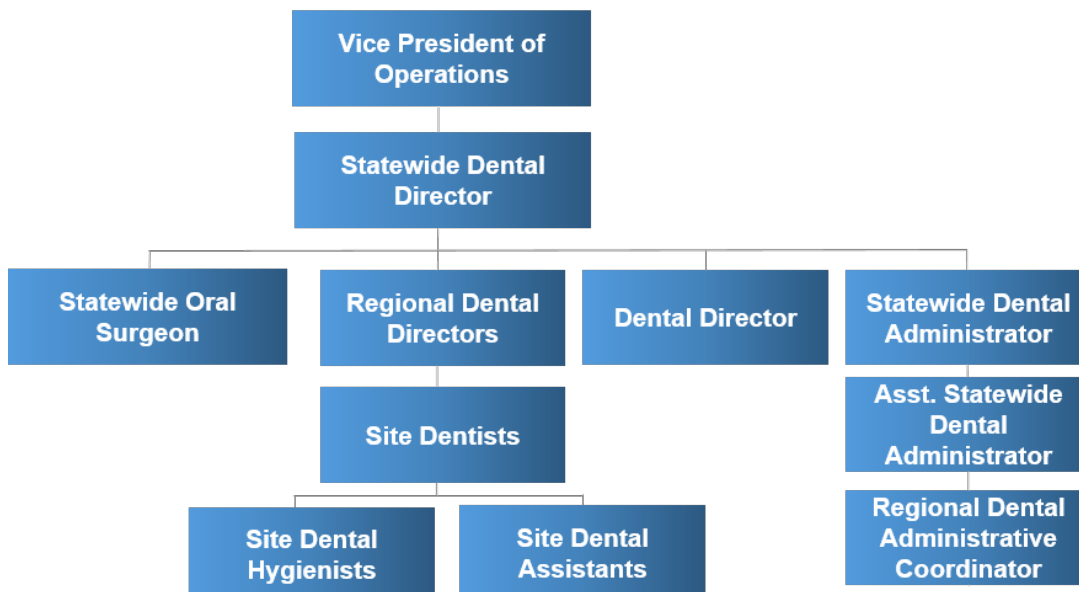 Vice President of
Operations
Statewide Dental
Director
Statewide Oral
Surgeon
Regional Dental
Directors
Dental Director
Statewide Dental
Administrator
Site Dentists
Asst. Statewide
Dental
Administrator
Site Dental
Hygienists
Site Dental
Assistants
Regional Dental
Administrative
Coordinator